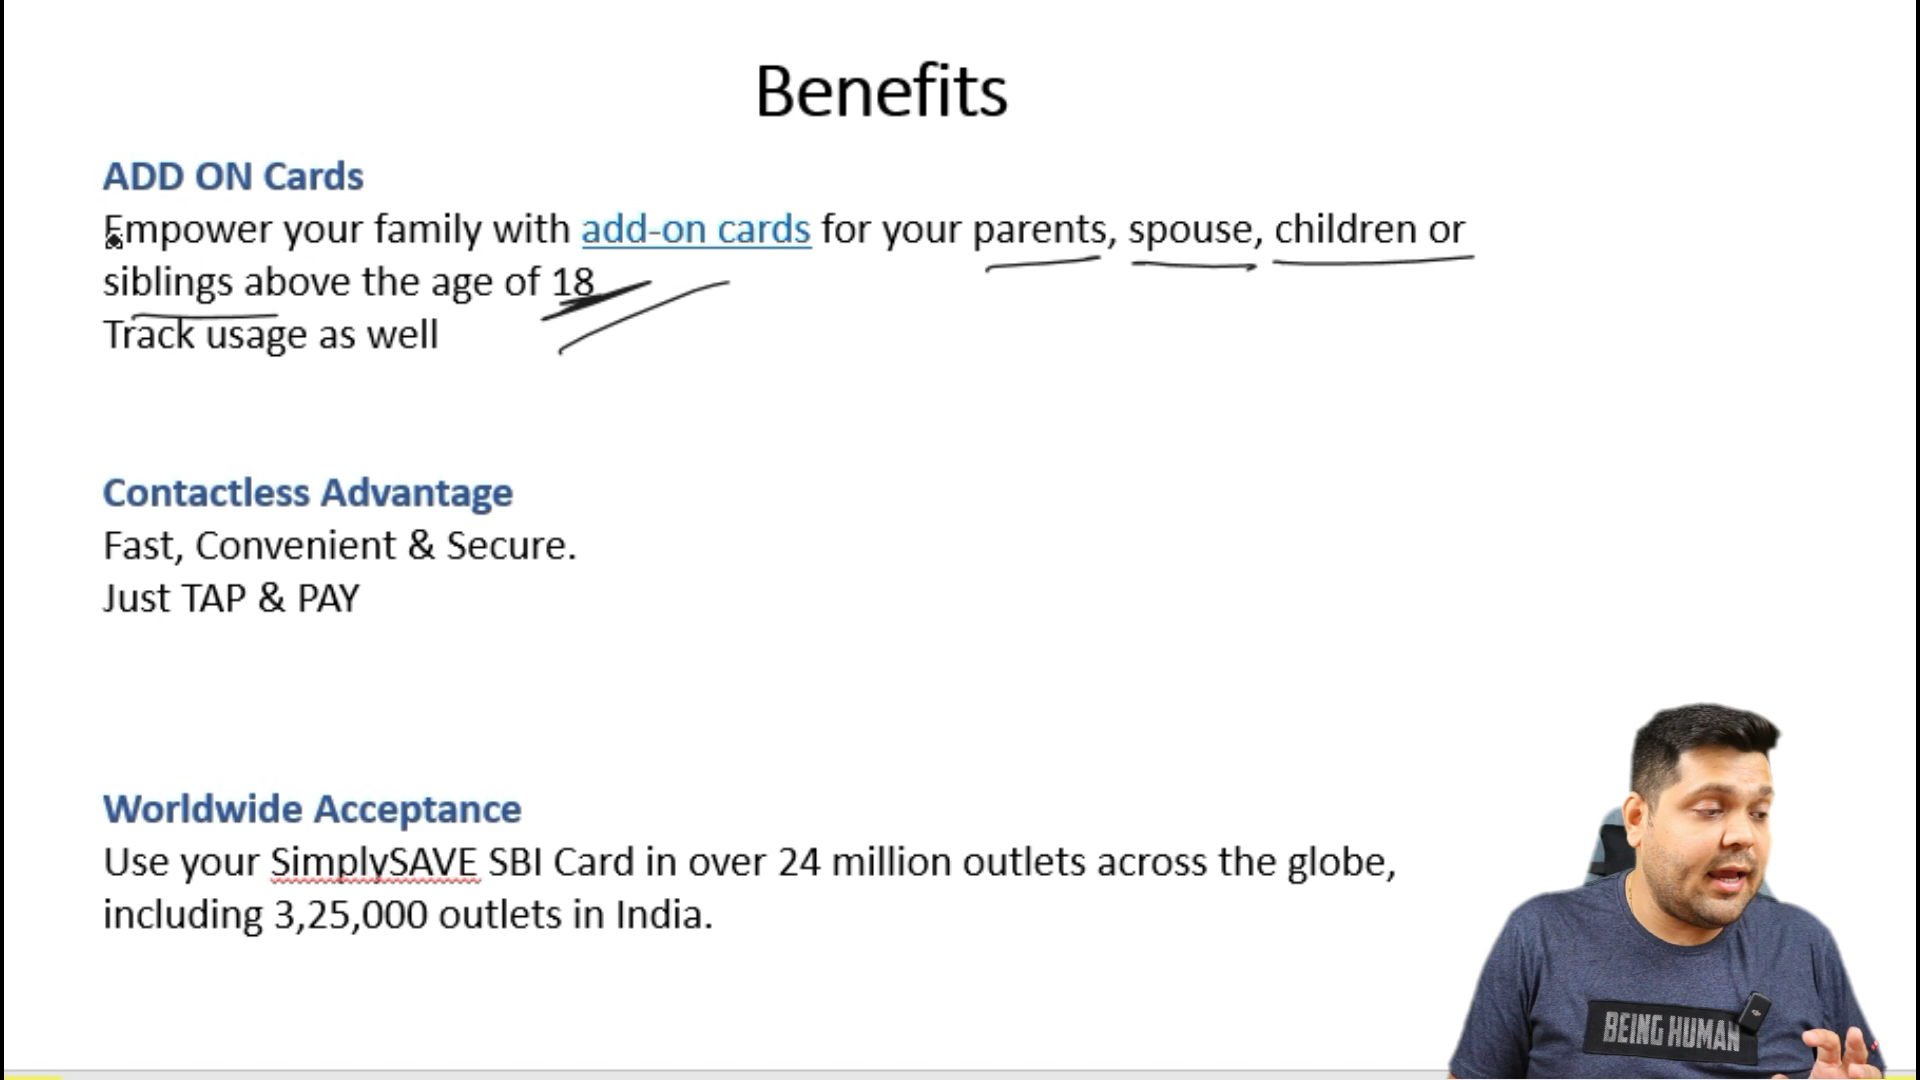 Benefits
ADD ON Cards
Empower your family with add-on cards for your parents, spouse, children or
siblings above the age of 18
Track usage as well
Contactless Advantage
Fast, Convenient & Secure.
Just TAP & PAY
Worldwide Acceptance
Use your SimplySAVE SBI Card in over 24 million outlets across the globe,
including 3,25,000 outlets in India.
BEING HUMAN